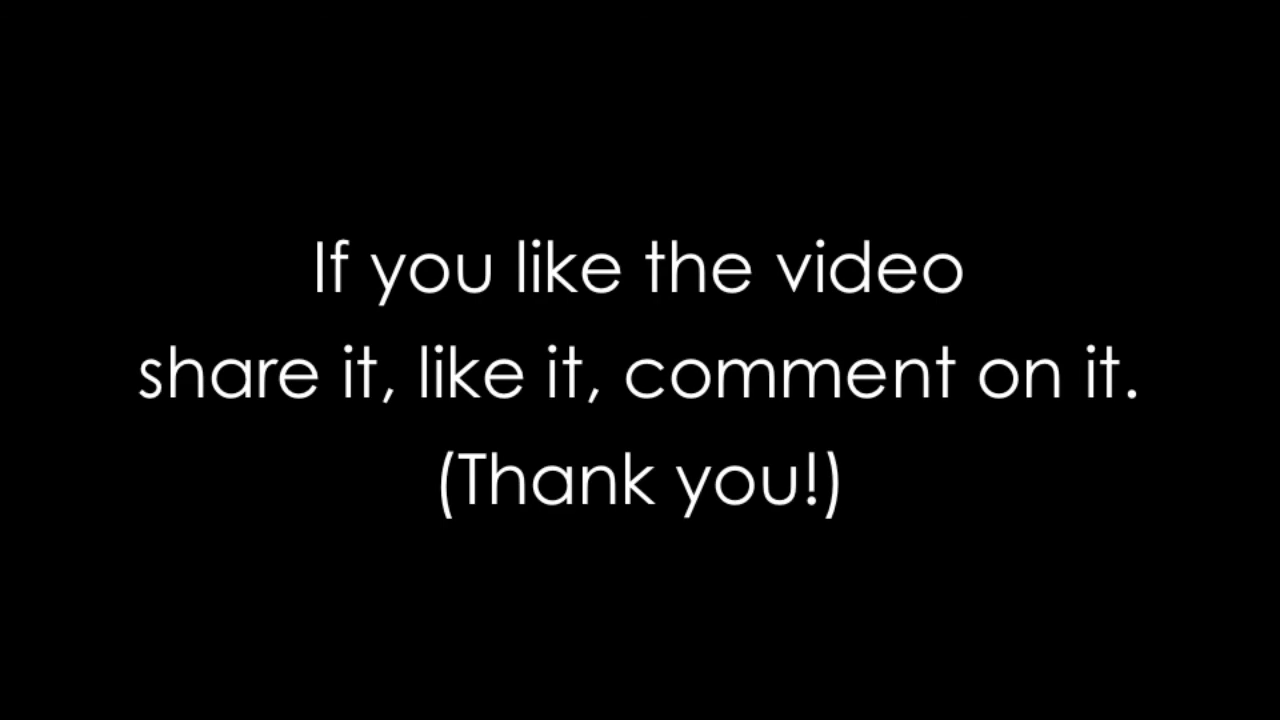 If you like the video
share it, like it, comment on it.
(Thank you!)